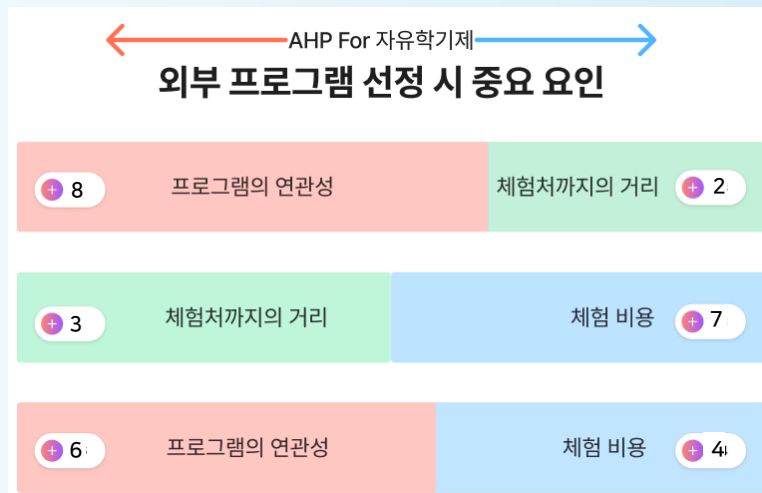 AHP For 자유학기제
외부 프로그램 선정 시 중요 요인
8 프로그램의 연관성 체험처까지의 거리 2
3 체험처까지의 거리 체험 비용 7
6 프로그램의 연관성 체험 비용 4